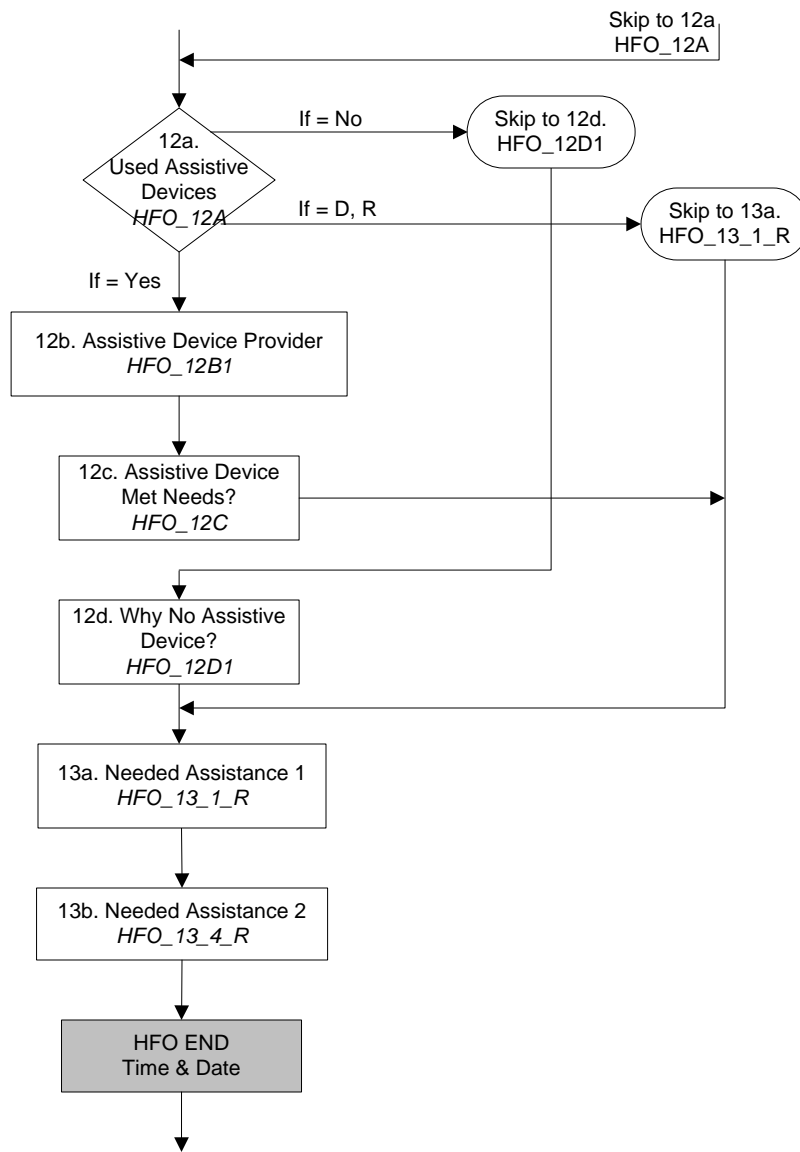 Skip to 12a
HFO_12A
If = No
Skip to 12d.
HFO_12D1
12a.
Used Assistive
Devices
HFO_12A
If = D, R
Skip to 13a.
HFO_13_1_R
If = Yes
12b. Assistive Device Provider
HFO_12B1
12c. Assistive Device
Met Needs?
HFO_12C
12d. Why No Assistive
Device?
HFO_12D1
13a. Needed Assistance 1
HFO_13_1_R
13b. Needed Assistance 2
HFO_13_4_R
HFO END
Time & Date